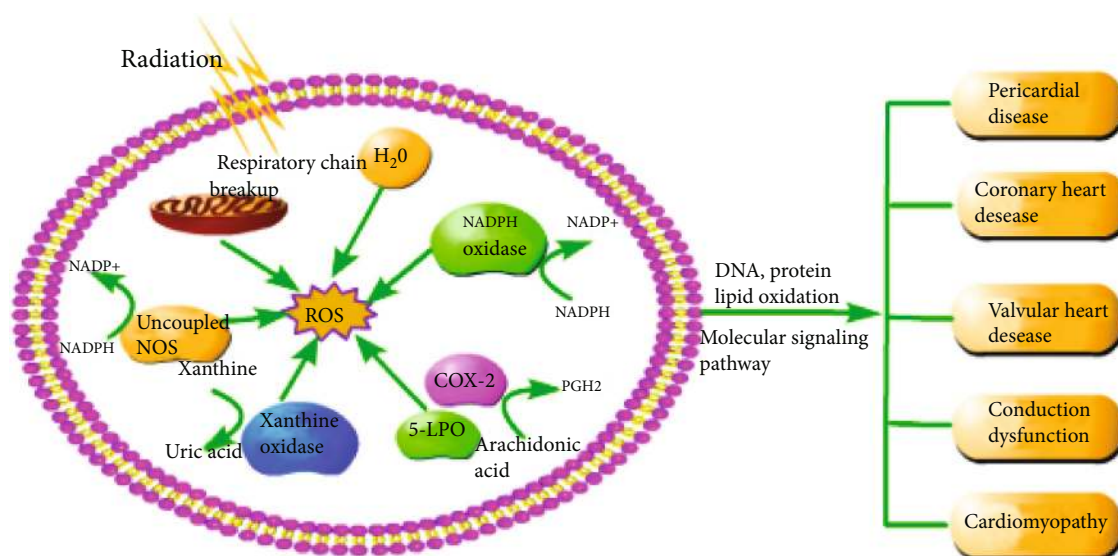 Radiation
Respiratory chain
breakup
H₂0
NADPH
oxidase
NADP+
NADPH
NADP+
NADPH
Uncoupled
NOS
ROS
Xanthine
Uric acid
Xanthine
oxidase
COX-2
5-LPO
PGH2
Arachidonic
acid
DNA, protein
lipid oxidation
Molecular signaling
pathway
Pericardial
disease
Coronary heart
desease
Valvular heart
desease
Conduction
dysfunction
Cardiomyopathy